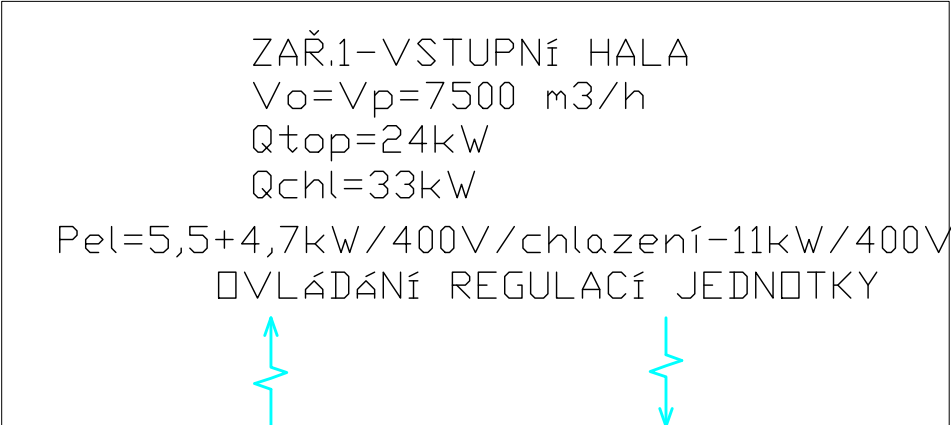 ZAŘ.1-VSTUPNÍ HALA
Vo=Vp=7500 m3/h
Qtop=24kW
Qchl=33kW
Pel=5,5+4,7kW/400V/chlazení-11kW/400V
OVLÁDÁNÍ REGULACÍ JEDNOTKY